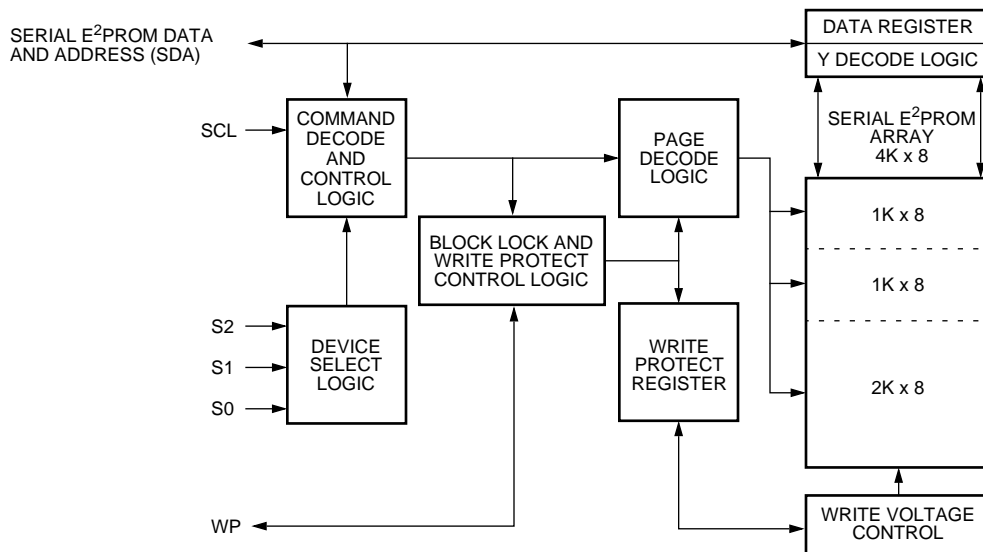 SERIAL E²PROM DATA
AND ADDRESS (SDA)
DATA REGISTER
Y DECODE LOGIC
SCL
COMMAND
DECODE
AND
CONTROL
LOGIC
PAGE
DECODE
LOGIC
SERIAL E²PROM
ARRAY
4K x 8
1K x 8
BLOCK LOCK AND
WRITE PROTECT
CONTROL LOGIC
1K x 8
S2
S1
S0
DEVICE
SELECT
LOGIC
WRITE
PROTECT
REGISTER
2K x 8
WP
WRITE VOLTAGE
CONTROL